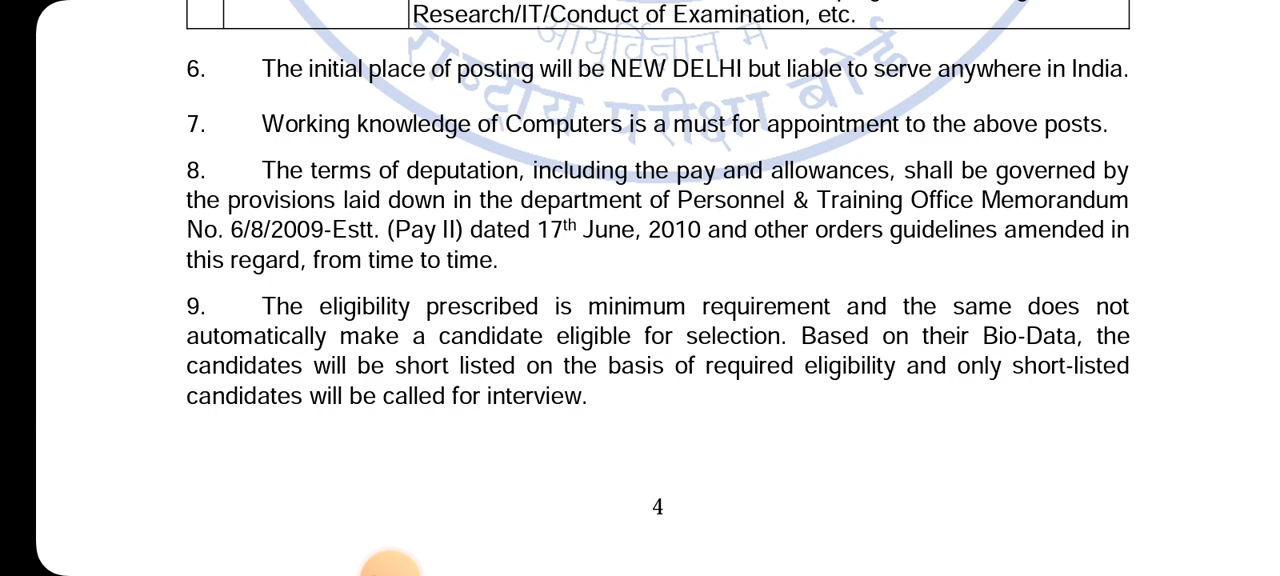 Research/IT/Conduct of Examination, etc.
आयुर्विज्ञान में
राष्ट्रीय परीक्षा बोर्ड
6. The initial place of posting will be NEW DELHI but liable to serve anywhere in India.
7. Working knowledge of Computers is a must for appointment to the above posts.
8. The terms of deputation, including the pay and allowances, shall be governed by
the provisions laid down in the department of Personnel & Training Office Memorandum
No. 6/8/2009-Estt. (Pay II) dated 17th June, 2010 and other orders guidelines amended in
this regard, from time to time.
9. The eligibility prescribed is minimum requirement and the same does not
automatically make a candidate eligible for selection. Based on their Bio-Data, the
candidates will be short listed on the basis of required eligibility and only short-listed
candidates will be called for interview.
4